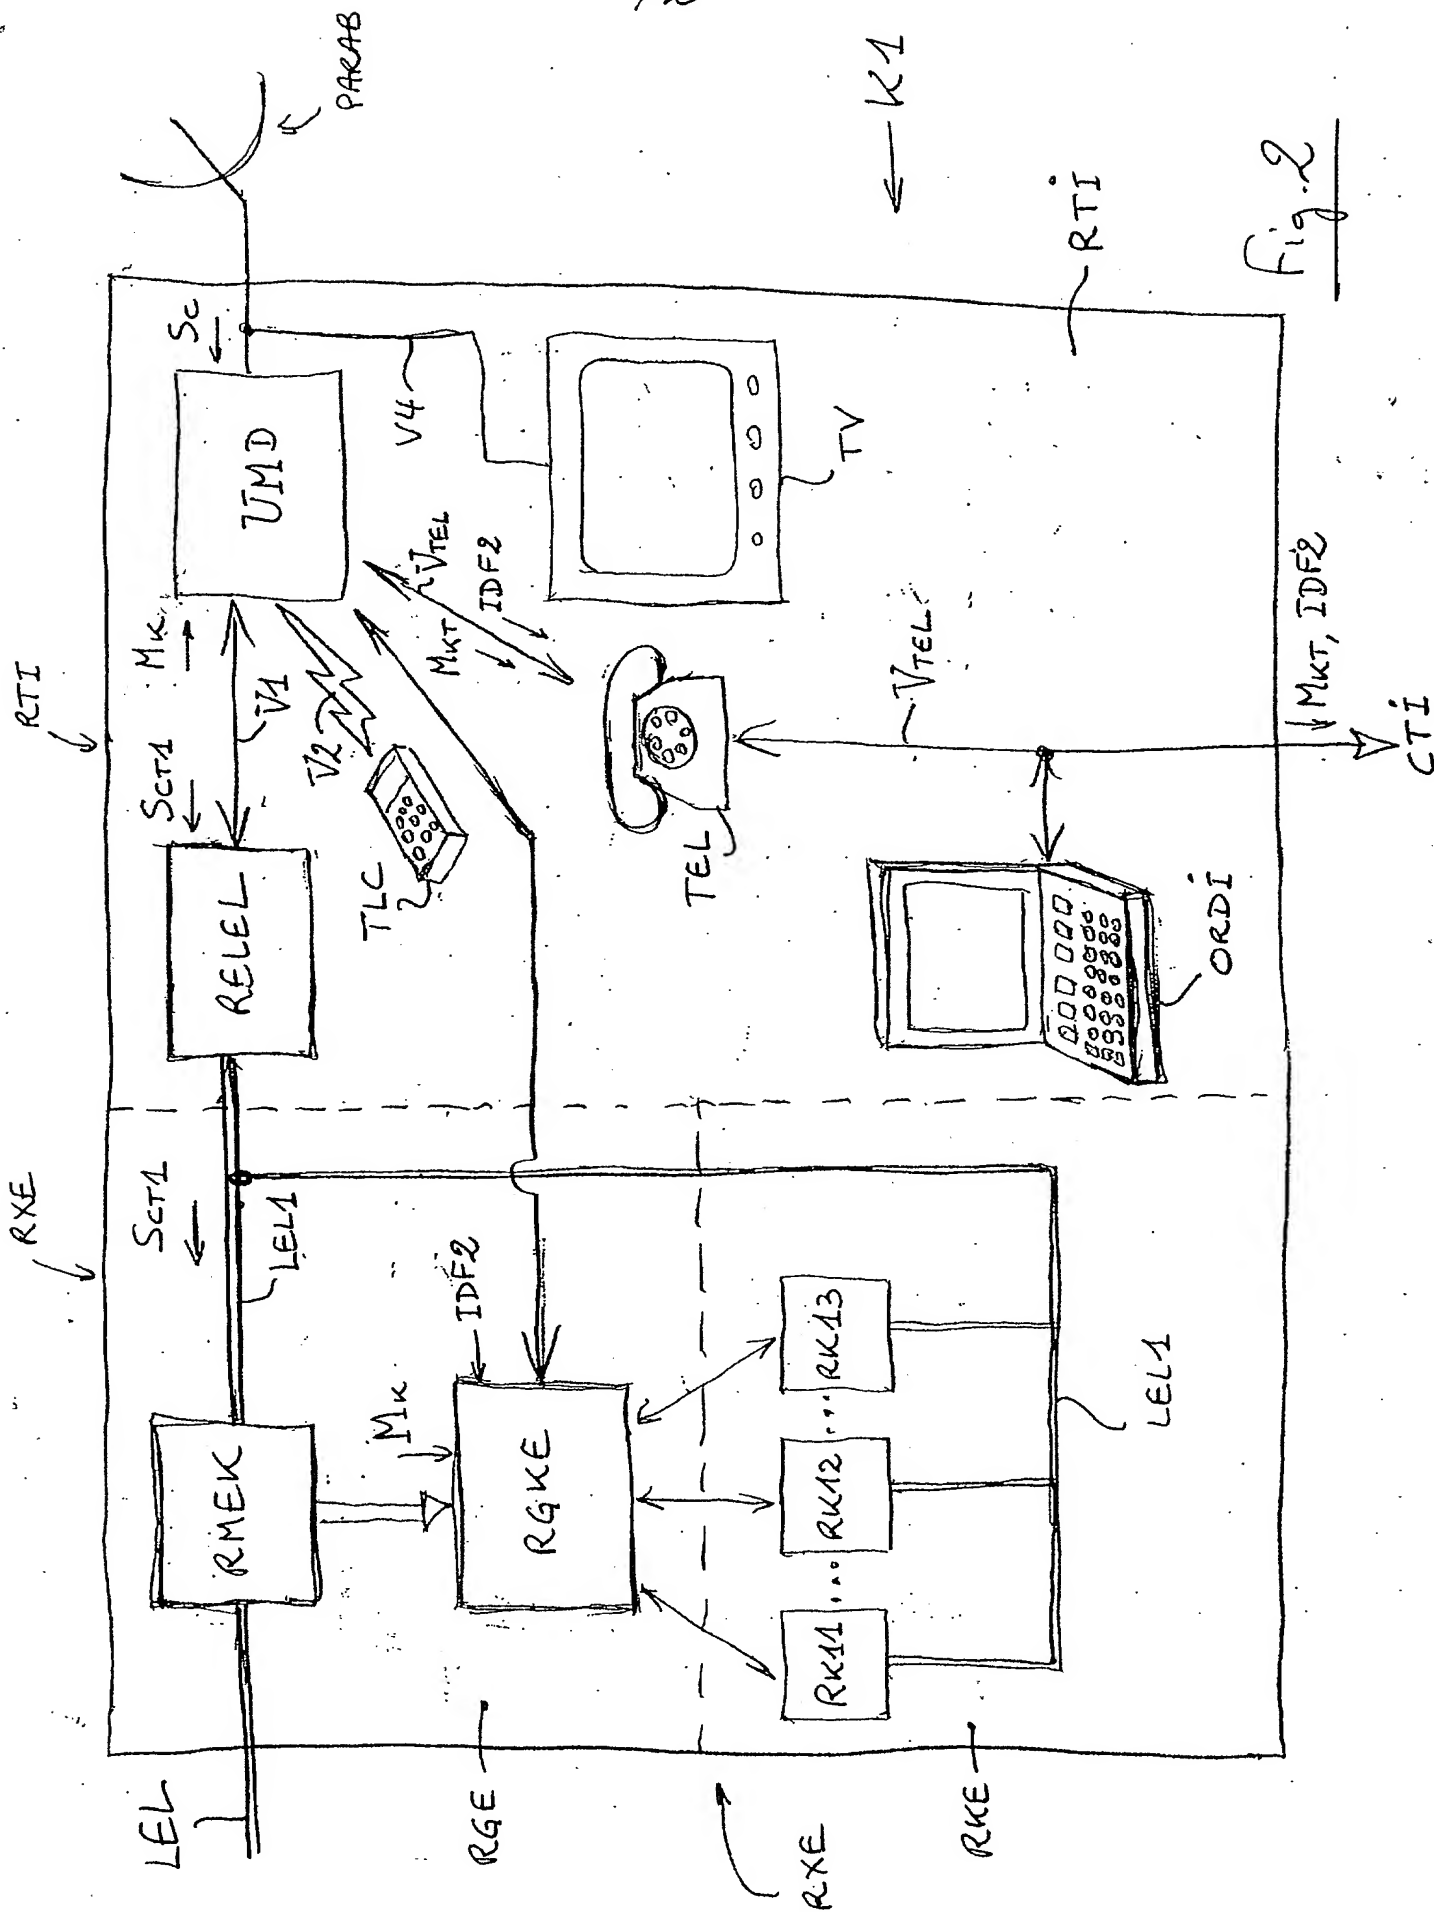 PARAB
K1
Fig.2
RTI
RTI
Sc
UMD
V4
TV
VTEL
IDF2
MKT
MK
V1
SCT1
V2
TLC
RELEL
TEL
VTEL
MKT, IDF2
CTI
ORDI
RXE
SCT1
LEL1
IDF2
MK
RMEK
RGKE
RK11....RK12....RK13
LEL1
LEL
RGE
RXE
RKE